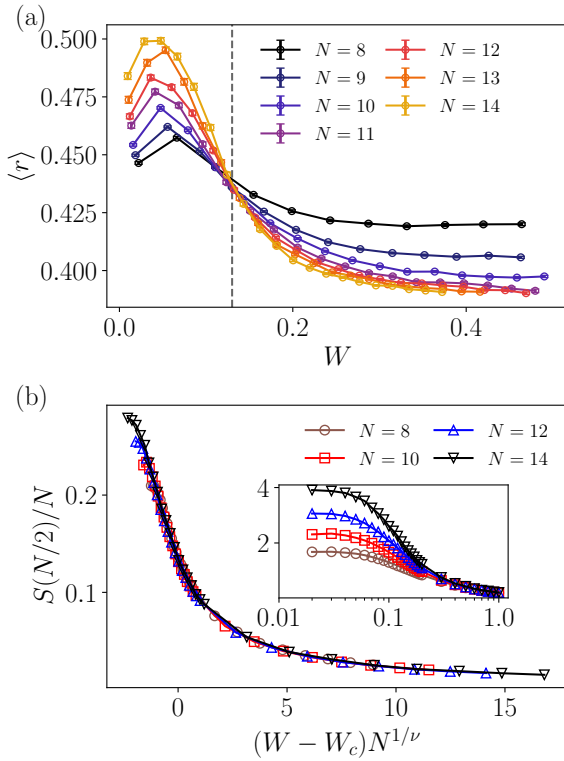 (a)
0.500
0.475
0.450
0.425
0.400
⟨r⟩
N = 8
N = 9
N = 10
N = 11
N = 12
N = 13
N = 14
0.0
0.2
0.4
W
(b)
0.2
0.1
S(N/2)/N
N = 8
N = 10
N = 12
N = 14
4
2
0.01
0.1
1.0
0
5
10
15
(W − W_c)N^{1/ν}